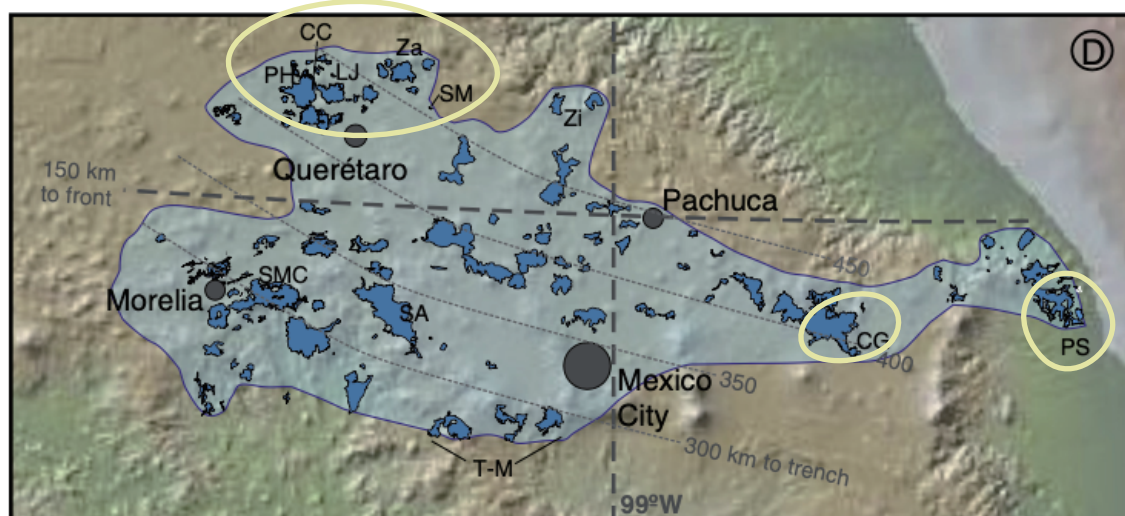 CC
Za
D
PH
LJ
SM
Zi
Querétaro
150 km
to front
Pachuca
450
SMC
Morelia
SA
CG
PS
400
350
Mexico
City
300 km to trench
T-M
99ºW